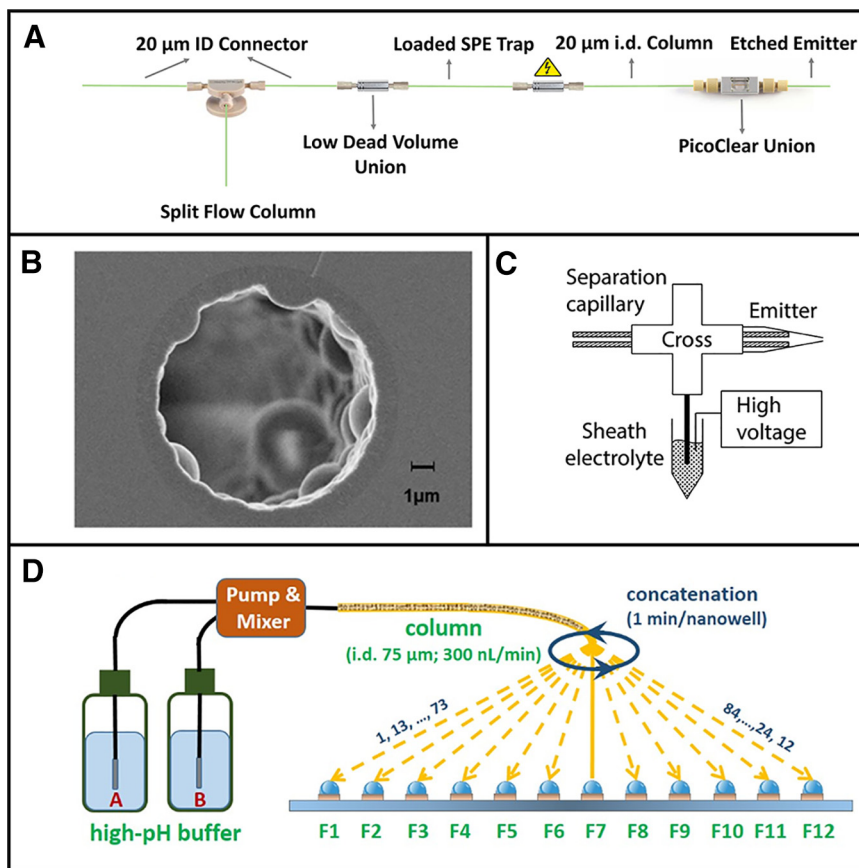 A
20 µm ID Connector
Loaded SPE Trap
20 µm i.d. Column
Etched Emitter
Low Dead Volume
Union
PicoClear Union
Split Flow Column
B
1µm
C
Separation
capillary
Emitter
Cross
Sheath
electrolyte
High
voltage
D
Pump &
Mixer
concatenation
(1 min/nanowell)
column
(i.d. 75 µm; 300 nL/min)
1, 13, ..., 73
84,...,24, 12
A
B
high-pH buffer
F1 F2 F3 F4 F5 F6 F7 F8 F9 F10 F11 F12